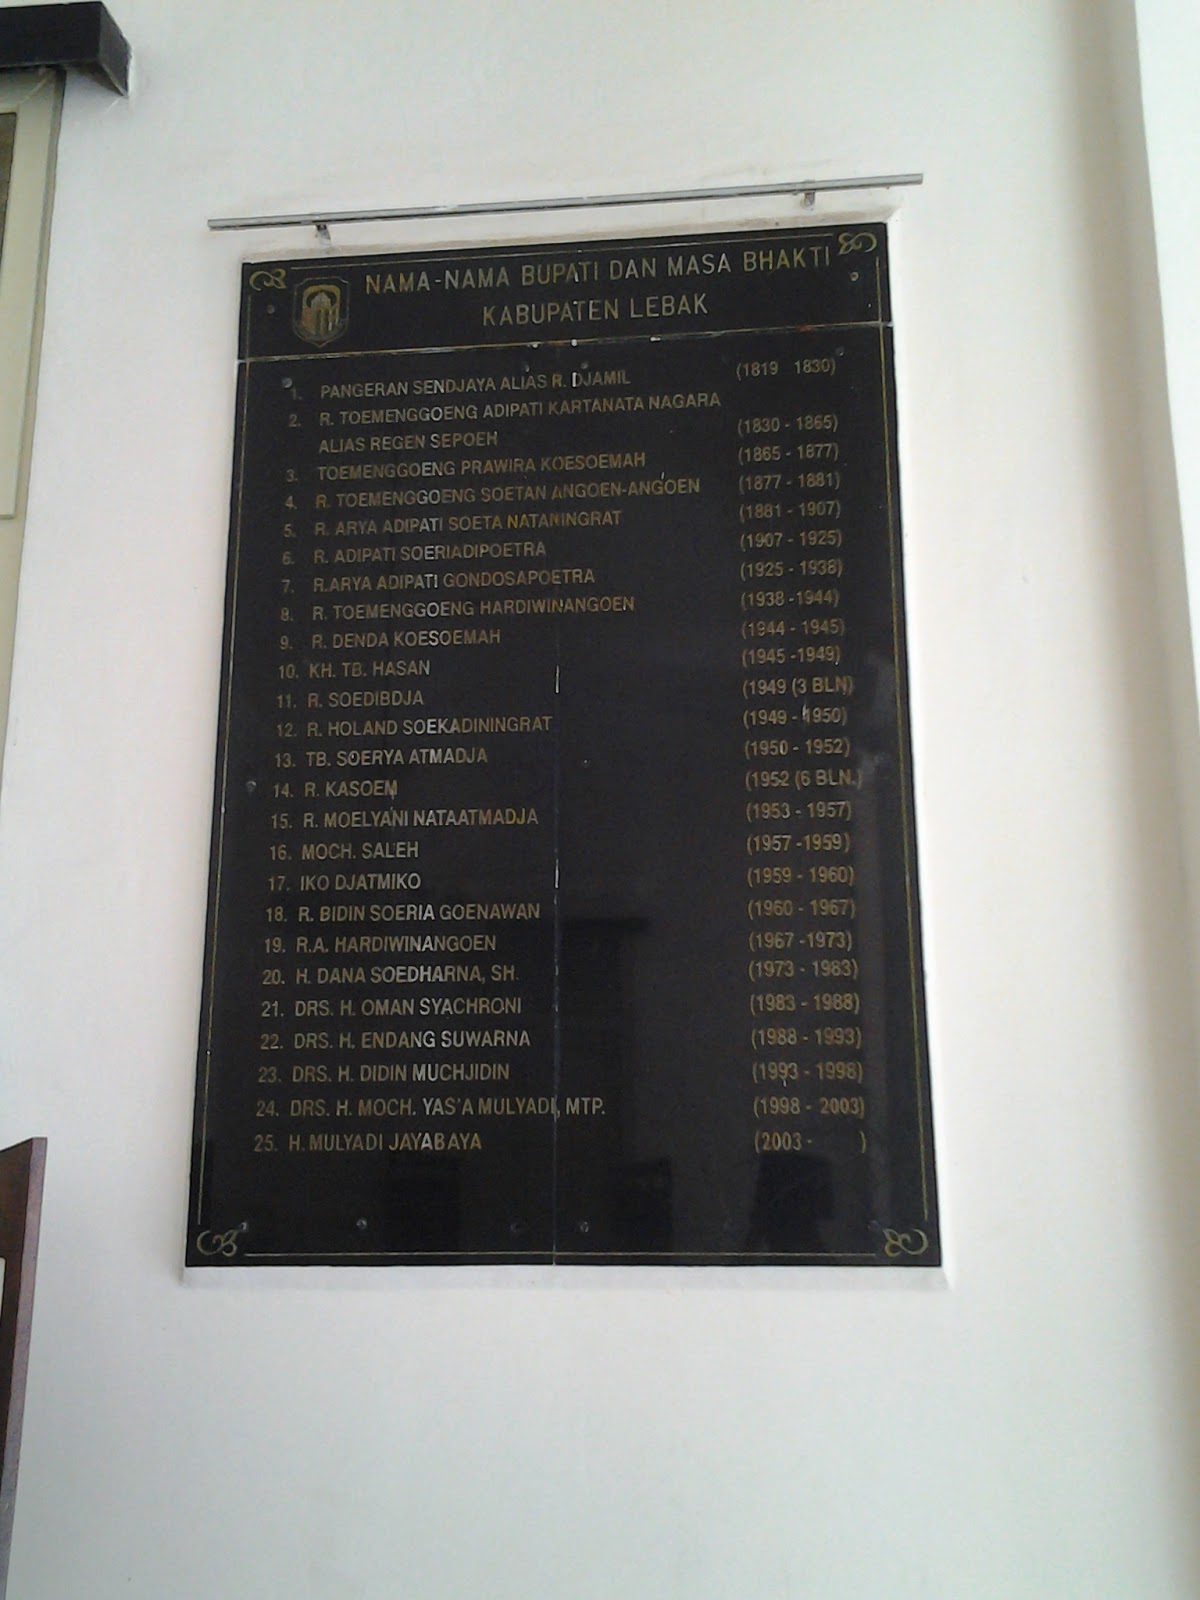 NAMA-NAMA BUPATI DAN MASA BHAKTI
KABUPATEN LEBAK
1. PANGERAN SENDJAYA ALIAS R. DJAMIL (1819 1830)
2. R. TOEMENGGOENG ADIPATI KARTANATA NAGARA
ALIAS REGEN SEPOEH (1830 - 1865)
3. TOEMENGGOENG PRAWIRA KOESOEMAH (1865 - 1877)
4. R. TOEMENGGOENG SOETAN ANGOEN-ANGOEN (1877 - 1881)
5. R. ARYA ADIPATI SOETA NATANINGRAT (1881 - 1907)
6. R. ADIPATI SOERIADIPOETRA (1907 - 1925)
7. R.ARYA ADIPATI GONDOSAPOETRA (1925 - 1938)
8. R. TOEMENGGOENG HARDIWINANGOEN (1938 -1944)
9. R. DENDA KOESOEMAH (1944 - 1945)
10. KH. TB. HASAN (1945 -1949)
11. R. SOEDIBDJA (1949 (3 BLN)
12. R. HOLAND SOEKADININGRAT (1949 - 1950)
13. TB. SOERYA ATMADJA (1950 - 1952)
14. R. KASOEM (1952 (6 BLN.)
15. R. MOELYANI NATAATMADJA (1953 - 1957)
16. MOCH. SALEH (1957 -1959)
17. IKO DJATMIKO (1959 - 1960)
18. R. BIDIN SOERIA GOENAWAN (1960 - 1967)
19. R.A. HARDIWINANGOEN (1967 -1973)
20. H. DANA SOEDHARNA, SH. (1973 - 1983)
21. DRS. H. OMAN SYACHRONI (1983 - 1988)
22. DRS. H. ENDANG SUWARNA (1988 - 1993)
23. DRS. H. DIDIN MUCHJIDIN (1993 - 1998)
24. DRS. H. MOCH. YAS'A MULYADI, MTP. (1998 - 2003)
25. H. MULYADI JAYABAYA (2003 - )